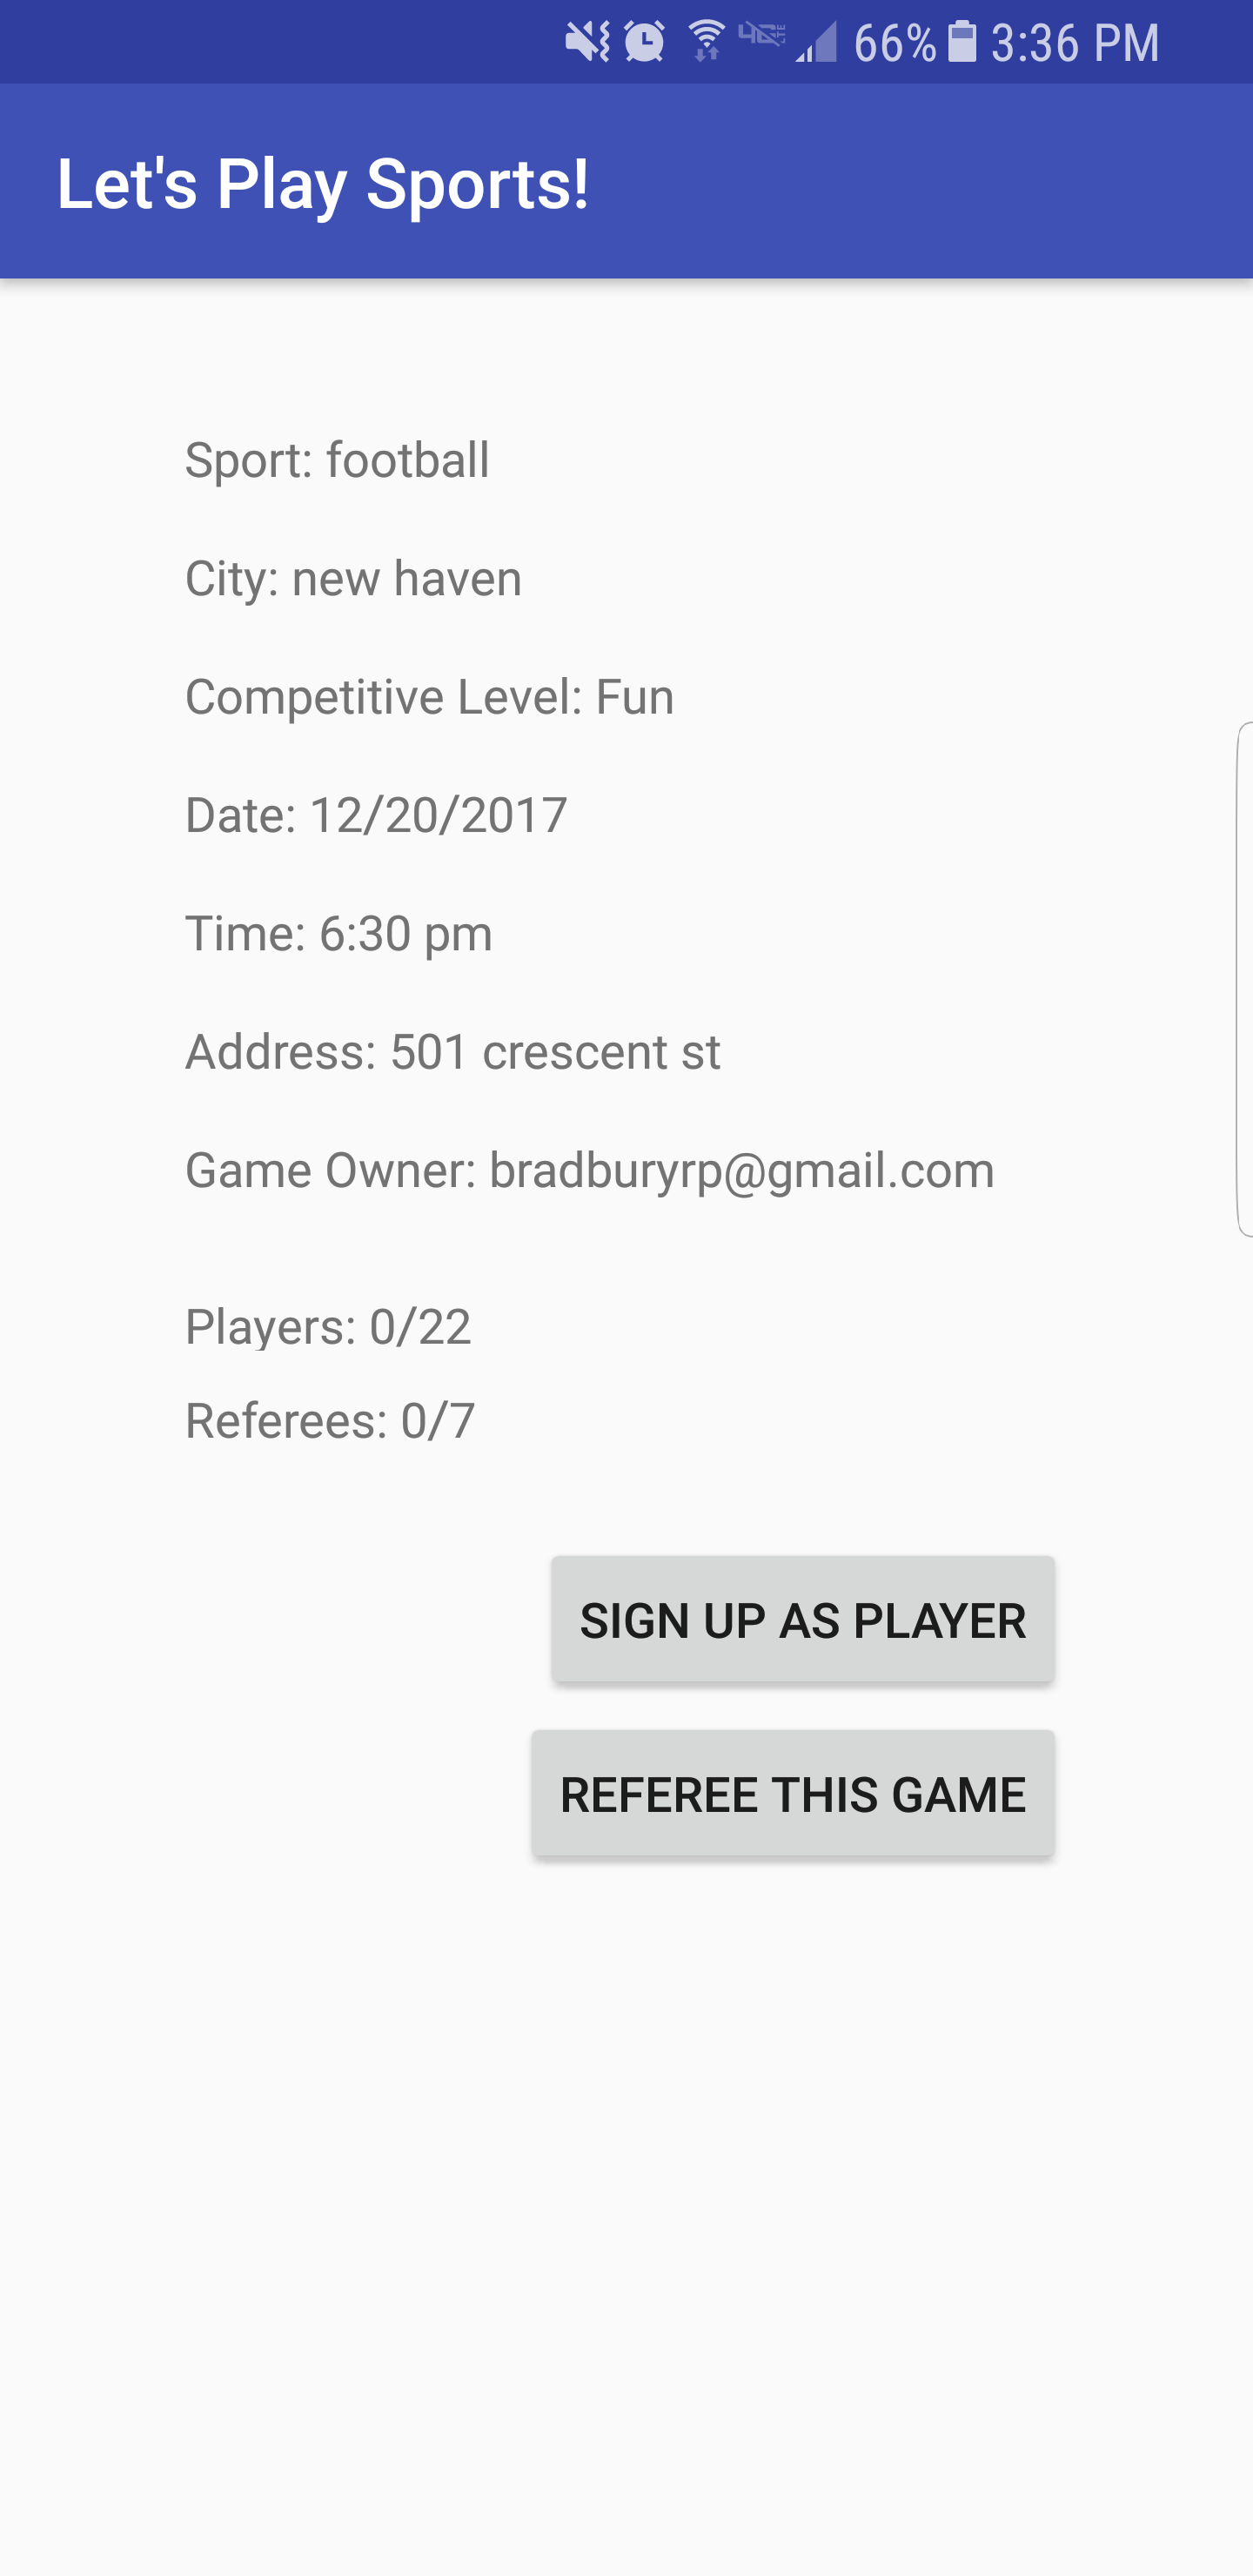 66% 3:36 PM
Let's Play Sports!
Sport: football
City: new haven
Competitive Level: Fun
Date: 12/20/2017
Time: 6:30 pm
Address: 501 crescent st
Game Owner: bradburyrp@gmail.com
Players: 0/22
Referees: 0/7
SIGN UP AS PLAYER
REFEREE THIS GAME